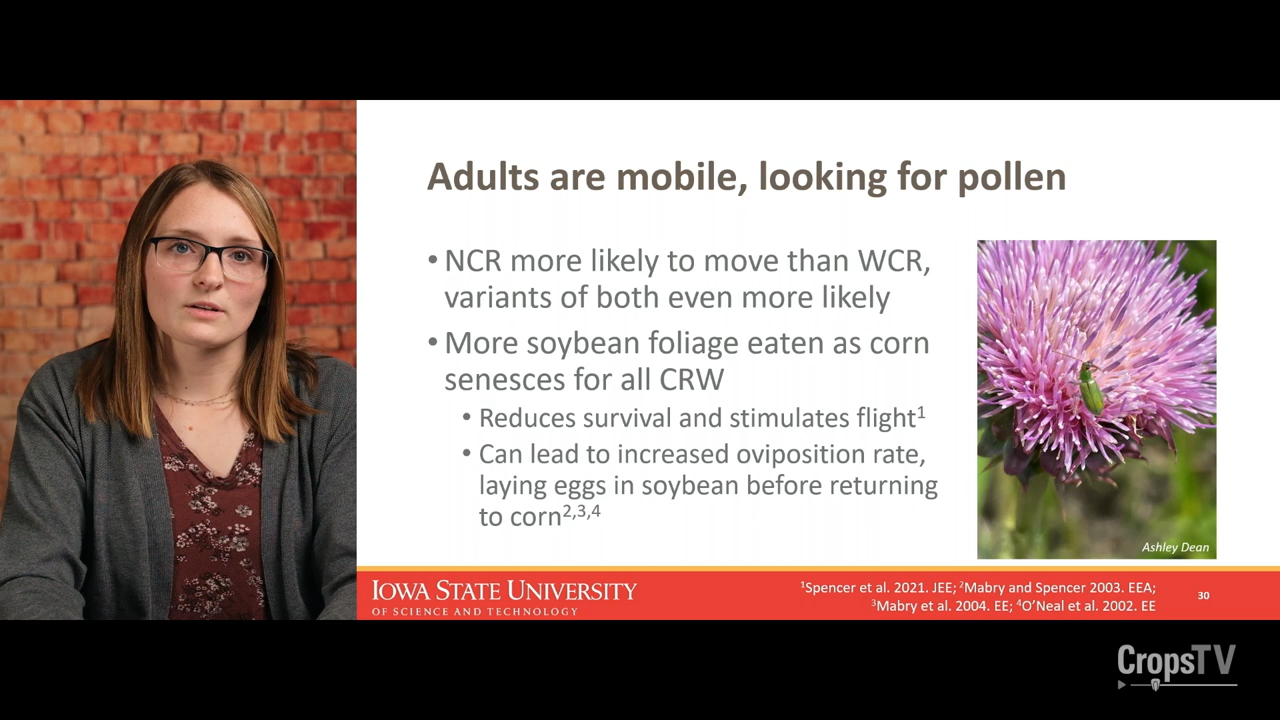 Adults are mobile, looking for pollen
• NCR more likely to move than WCR,
variants of both even more likely
• More soybean foliage eaten as corn
senesces for all CRW
• Reduces survival and stimulates flight¹
• Can lead to increased oviposition rate,
laying eggs in soybean before returning
to corn²,³,⁴
Ashley Dean
IOWA STATE UNIVERSITY
OF SCIENCE AND TECHNOLOGY
¹Spencer et al. 2021. JEE; ²Mabry and Spencer 2003. EEA;
³Mabry et al. 2004. EE; ⁴O'Neal et al. 2002. EE
30
CropsTV